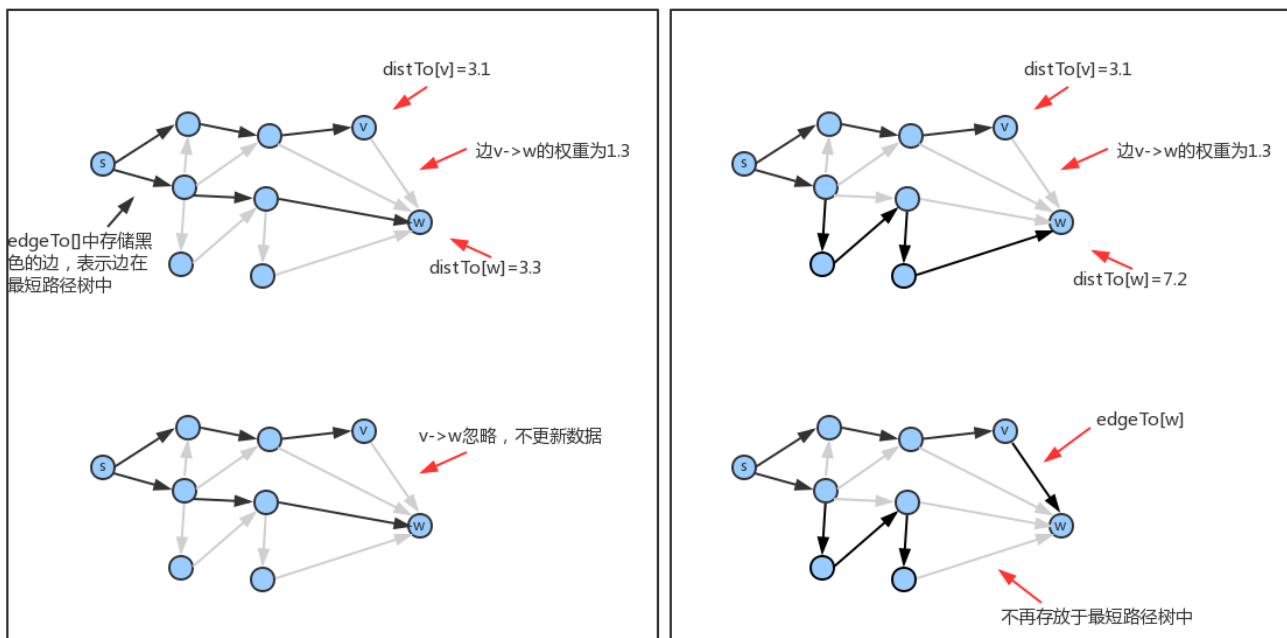 distTo[v]=3.1
v
边v->w的权重为1.3
s
w
edgeTo[]中存储黑
色的边，表示边在
最短路径树中
distTo[w]=3.3
v
v->w忽略，不更新数据
s
w
distTo[v]=3.1
v
边v->w的权重为1.3
s
w
distTo[w]=7.2
v
edgeTo[w]
s
w
不再存放于最短路径树中